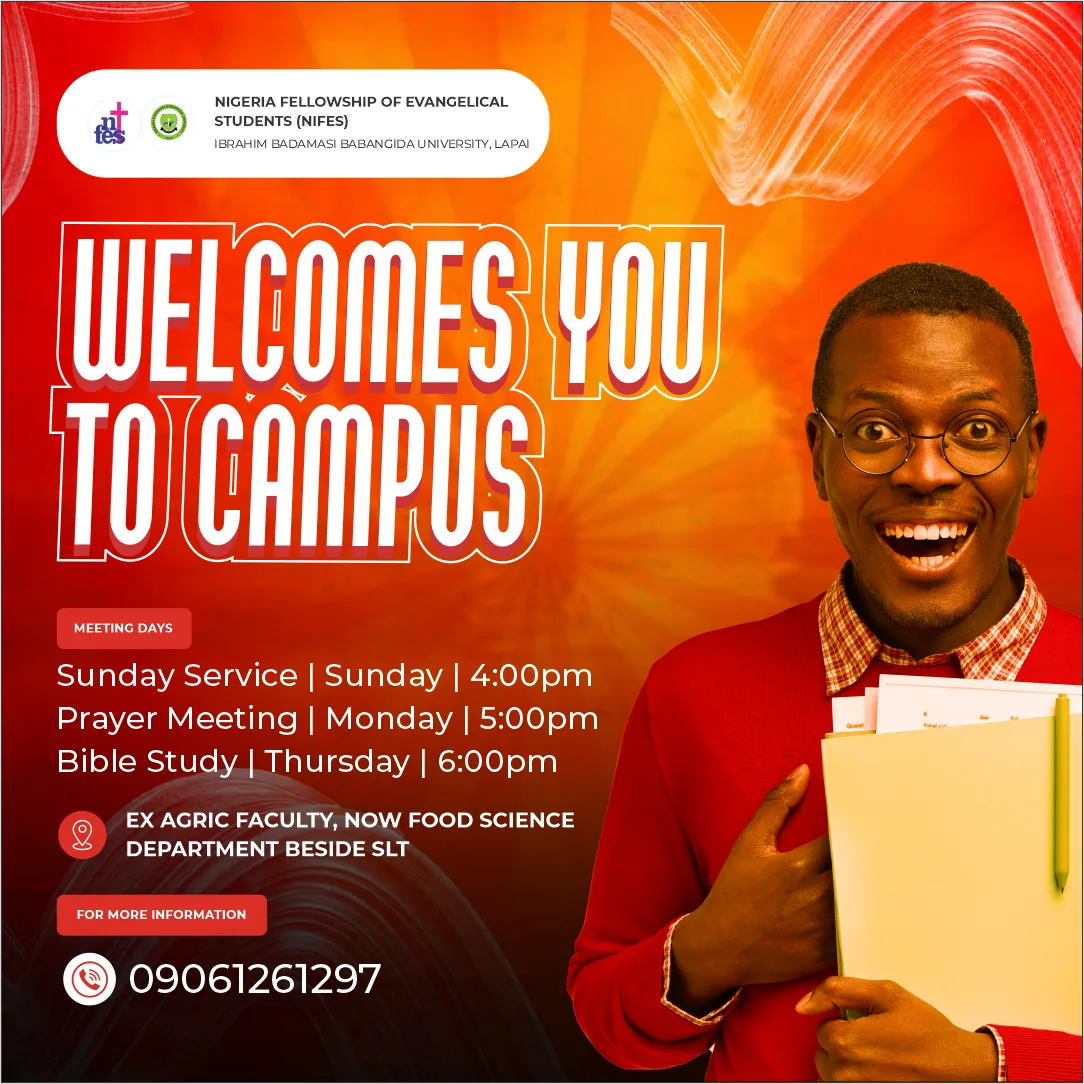 nifes
NIGERIA FELLOWSHIP OF EVANGELICAL
STUDENTS (NIFES)
IBRAHIM BADAMASI BABANGIDA UNIVERSITY, LAPAI
WELCOMES YOU
TO CAMPUS
MEETING DAYS
Sunday Service | Sunday | 4:00pm
Prayer Meeting | Monday | 5:00pm
Bible Study | Thursday | 6:00pm
EX AGRIC FACULTY, NOW FOOD SCIENCE
DEPARTMENT BESIDE SLT
FOR MORE INFORMATION
09061261297